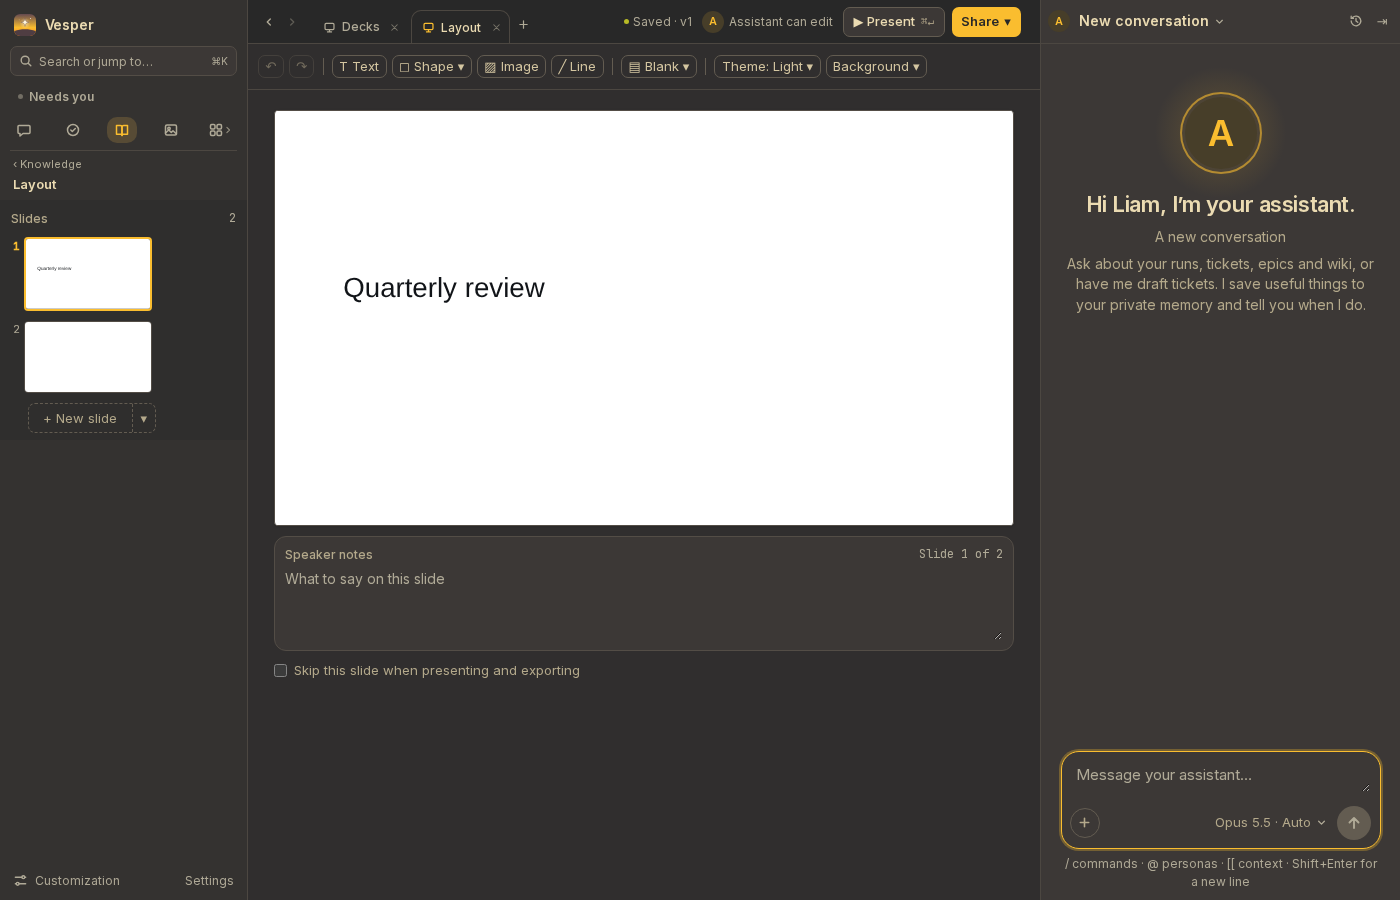 Vesper
Search or jump to… ⌘K
Needs you
‹ Knowledge
Layout
Slides 2
1
Quarterly review
2
+ New slide ▾
Customization Settings
Decks × Layout × +
Saved · v1 A Assistant can edit ▶ Present ⌘↵ Share ▾
T Text Shape ▾ Image Line Blank ▾ Theme: Light ▾ Background ▾
Quarterly review
Speaker notes Slide 1 of 2
What to say on this slide
Skip this slide when presenting and exporting
A New conversation
A
Hi Liam, I’m your assistant.
A new conversation
Ask about your runs, tickets, epics and wiki, or
have me draft tickets. I save useful things to
your private memory and tell you when I do.
Message your assistant…
Opus 5.5 · Auto
/ commands · @ personas · [[ context · Shift+Enter for
a new line